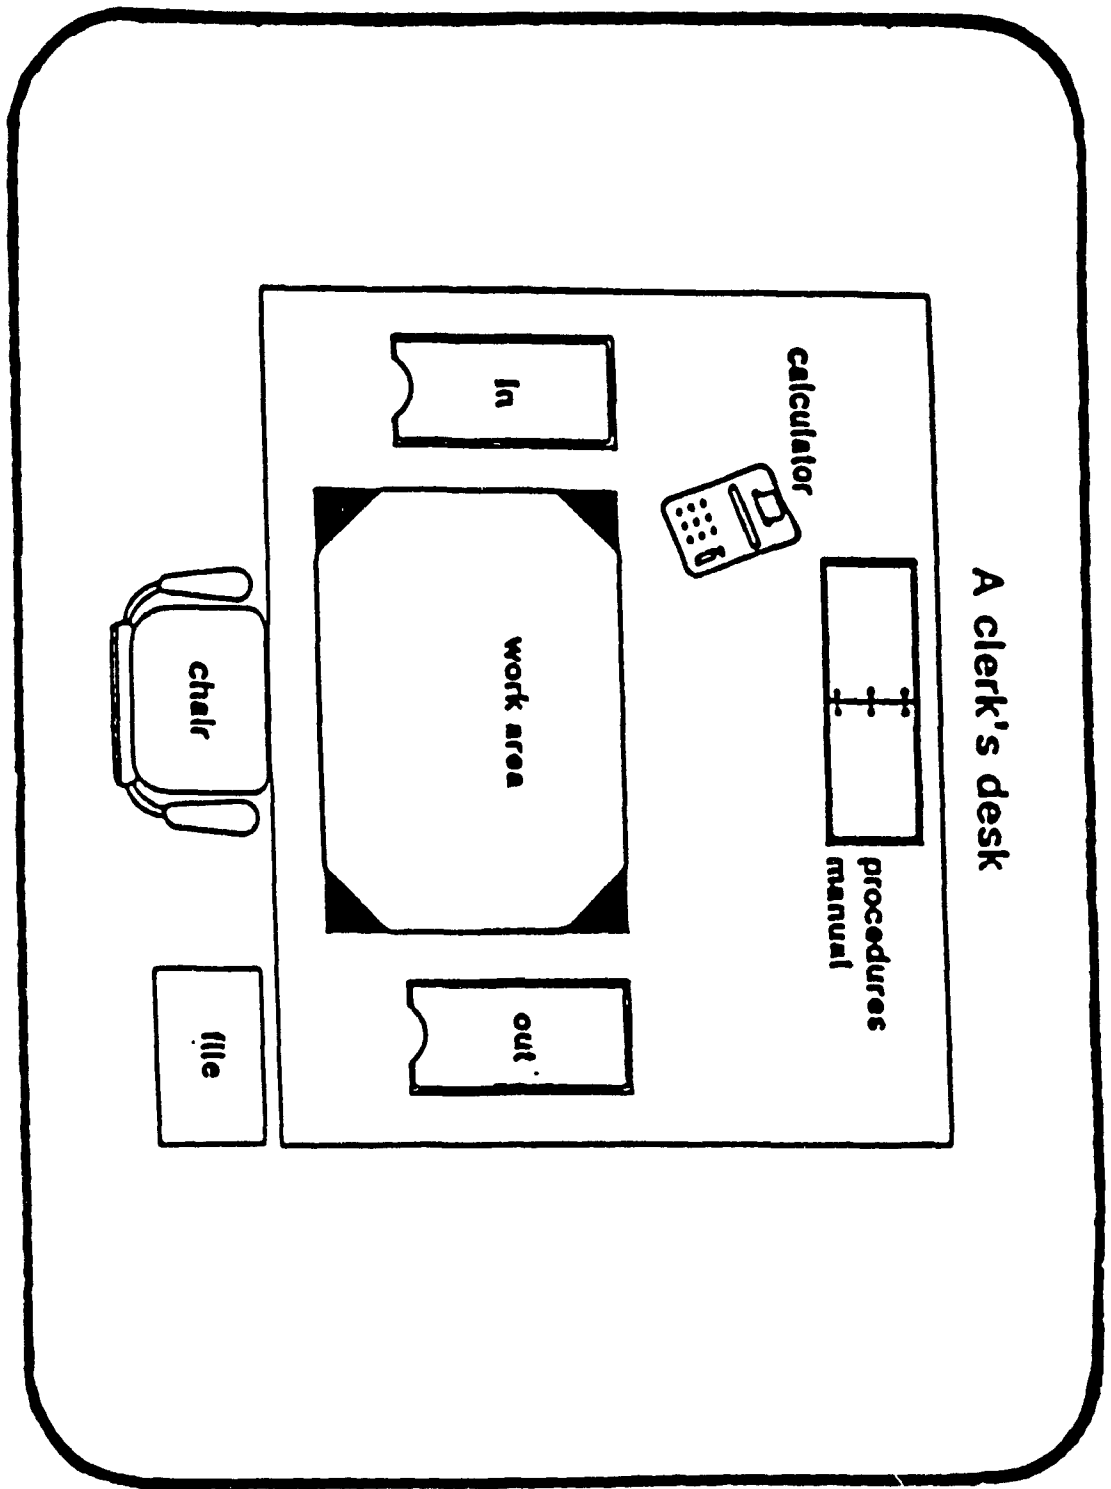 A clerk's desk
procedures
manual
calculator
in
work area
out
chair
file